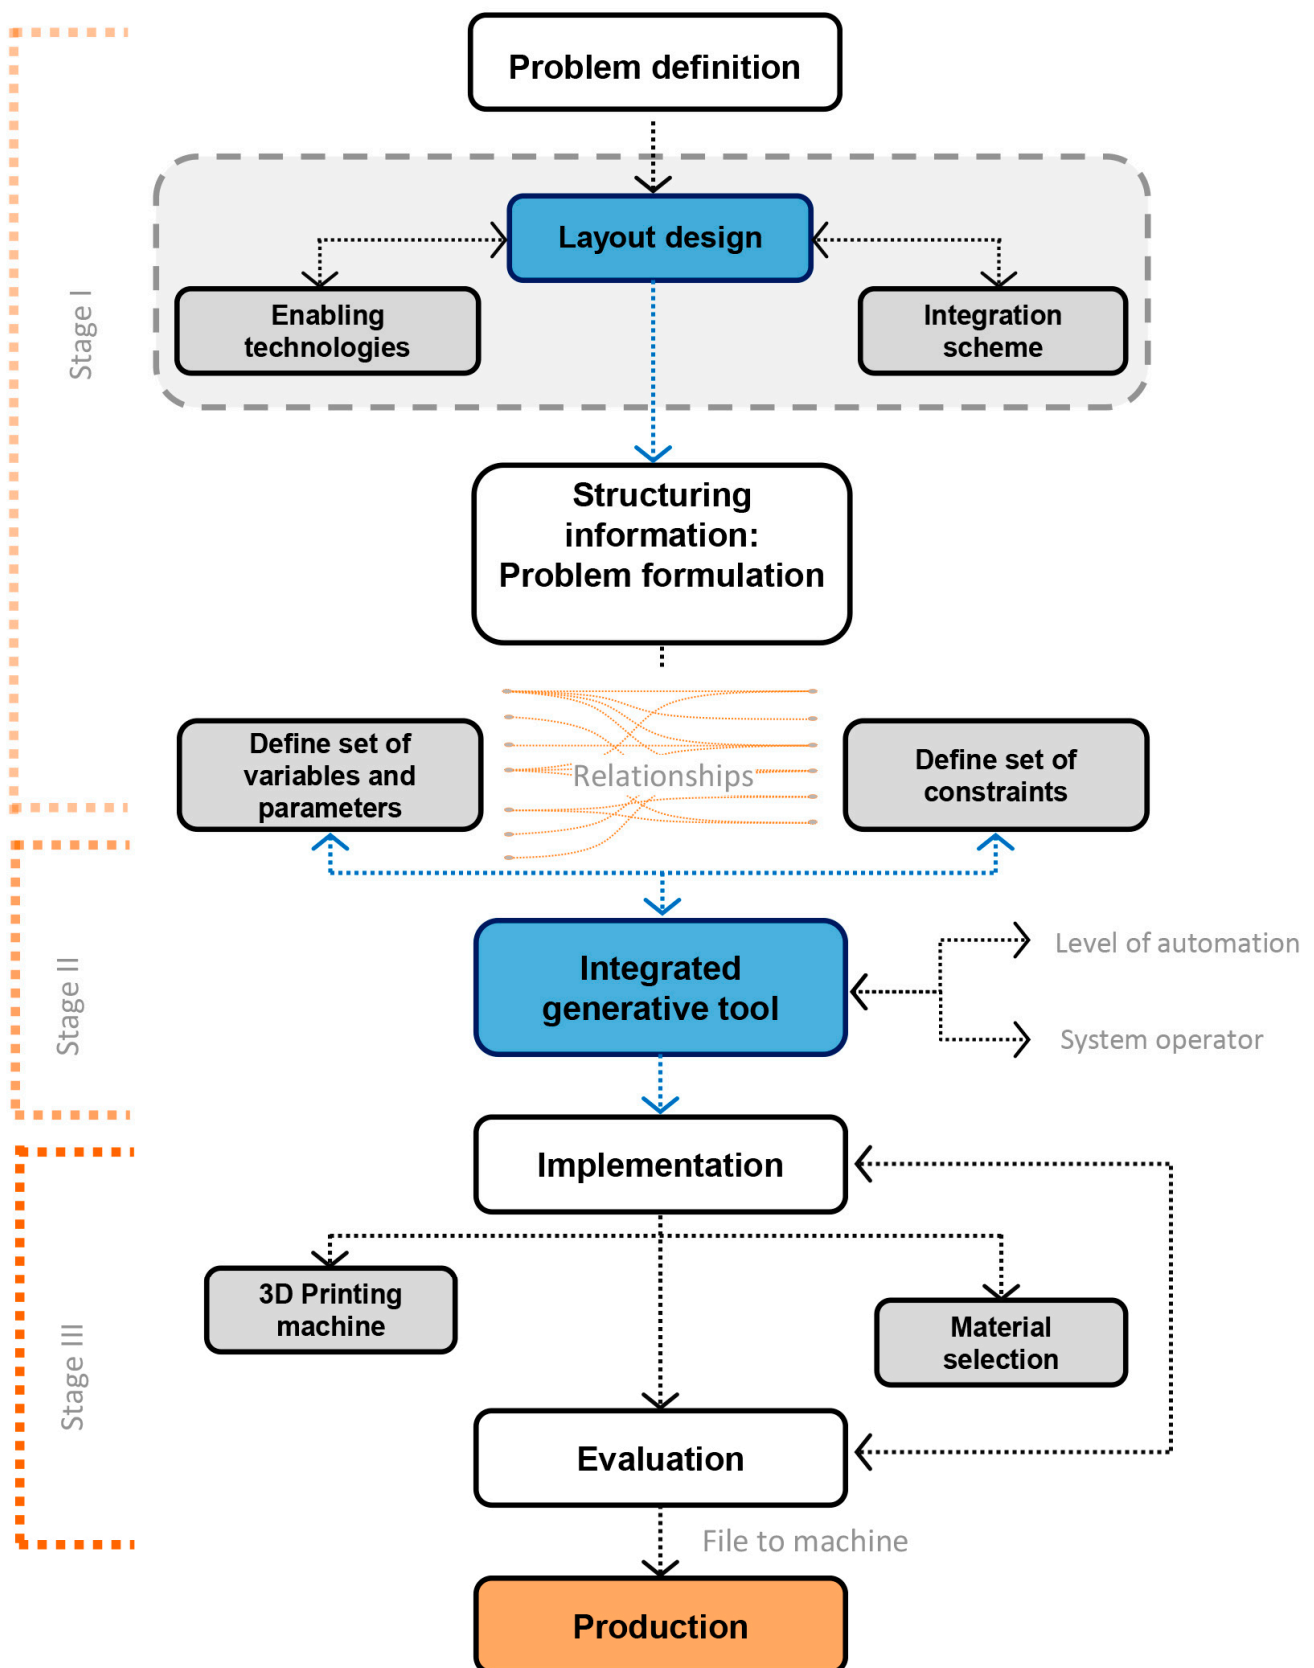 Problem definition
Layout design
Enabling
technologies
Integration
scheme
Stage I
Structuring
information:
Problem formulation
Define set of
variables and
parameters
Relationships
Define set of
constraints
Stage II
Integrated
generative tool
Level of automation
System operator
Implementation
3D Printing
machine
Material
selection
Stage III
Evaluation
File to machine
Production